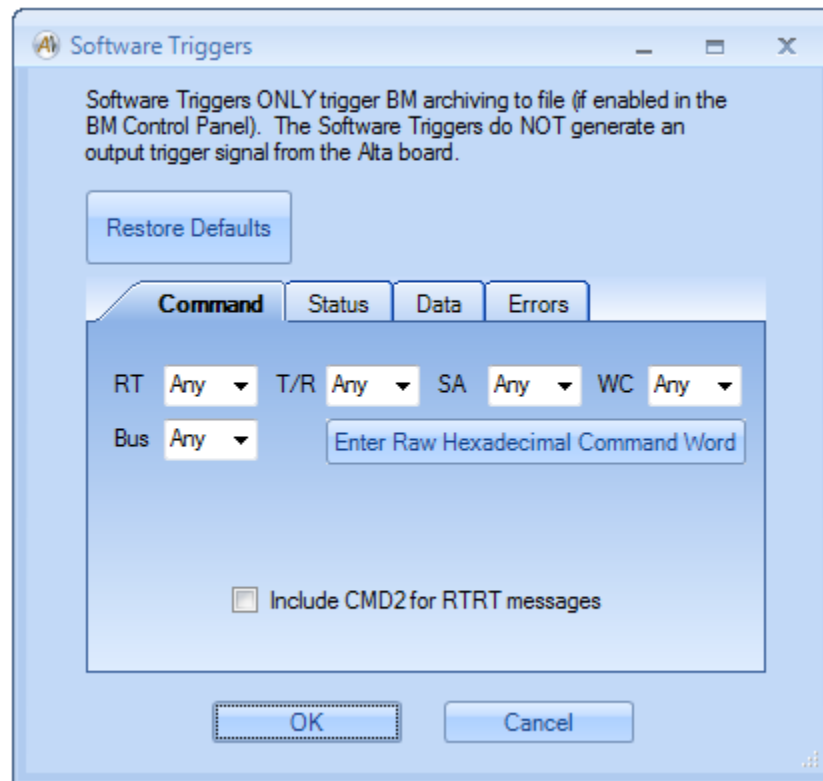 Software Triggers
Software Triggers ONLY trigger BM archiving to file (if enabled in the
BM Control Panel). The Software Triggers do NOT generate an
output trigger signal from the Alta board.
Restore Defaults
Command Status Data Errors
RT Any T/R Any SA Any WC Any
Bus Any Enter Raw Hexadecimal Command Word
Include CMD2 for RTRT messages
OK Cancel